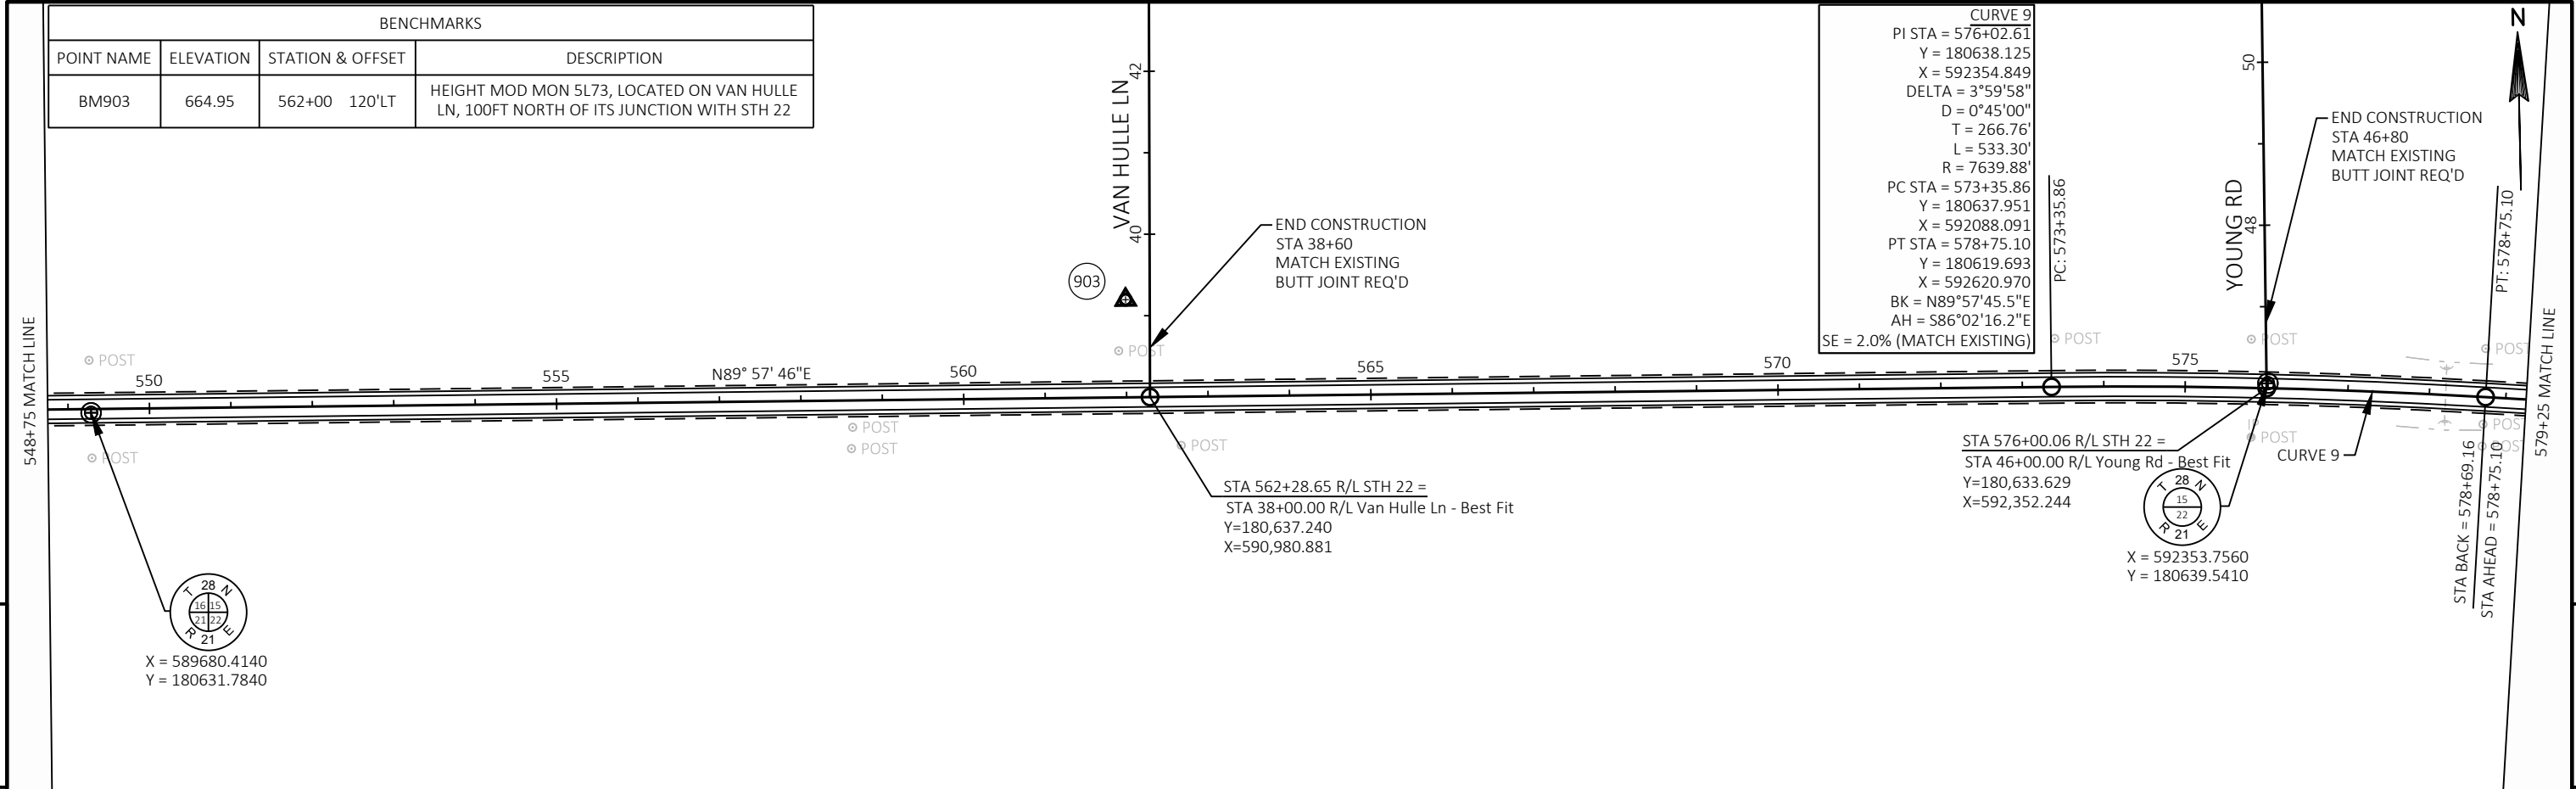 BENCHMARKS
POINT NAME ELEVATION STATION & OFFSET DESCRIPTION
BM903 664.95 562+00 120'LT HEIGHT MOD MON 5L73, LOCATED ON VAN HULLE
LN, 100FT NORTH OF ITS JUNCTION WITH STH 22
548+75 MATCH LINE
POST
550
555
N89° 57' 46"E
560
565
570
575
POST
T 28 N
16 15
21 22
R 21 E
X = 589680.4140
Y = 180631.7840
POST
POST
VAN HULLE LN
42
40
903
POST
END CONSTRUCTION
STA 38+60
MATCH EXISTING
BUTT JOINT REQ'D
POST
STA 562+28.65 R/L STH 22 =
STA 38+00.00 R/L Van Hulle Ln - Best Fit
Y=180,637.240
X=590,980.881
CURVE 9
PI STA = 576+02.61
Y = 180638.125
X = 592354.849
DELTA = 3°59'58"
D = 0°45'00"
T = 266.76'
L = 533.30'
R = 7639.88'
PC STA = 573+35.86
Y = 180637.951
X = 592088.091
PT STA = 578+75.10
Y = 180619.693
X = 592620.970
BK = N89°57'45.5"E
AH = S86°02'16.2"E
SE = 2.0% (MATCH EXISTING)
PC: 573+35.86
POST
YOUNG RD
50
48
POST
END CONSTRUCTION
STA 46+80
MATCH EXISTING
BUTT JOINT REQ'D
N
PT: 578+75.10
POST
579+25 MATCH LINE
STA 576+00.06 R/L STH 22 =
STA 46+00.00 R/L Young Rd - Best Fit
Y=180,633.629
X=592,352.244
IP
POST
CURVE 9
T 28 N
15
22
R 21 E
X = 592353.7560
Y = 180639.5410
POST
POST
STA BACK = 578+69.16
STA AHEAD = 578+75.10